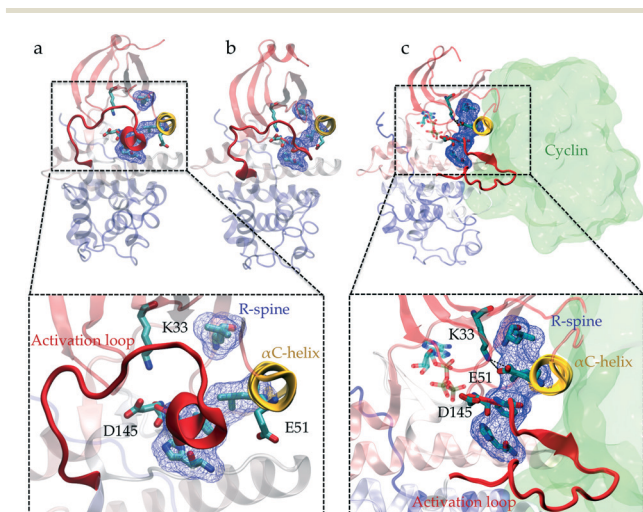 a
b
c
Cyclin
K33
R-spine
Activation loop
αC-helix
D145
E51
K33
R-spine
αC-helix
E51
D145
Activation loop